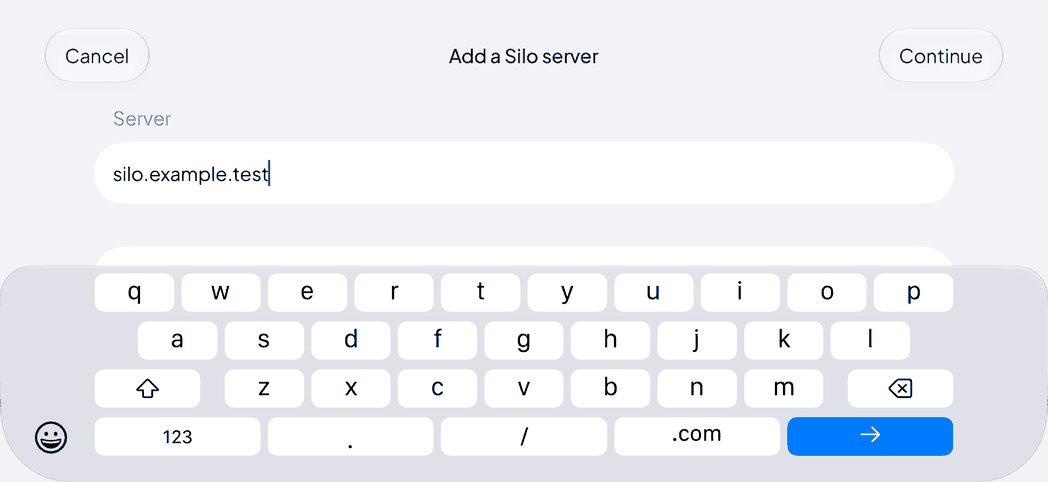 Cancel Add a Silo server Continue
Server
silo.example.test
q w e r t y u i o p
a s d f g h j k l
z x c v b n m
123 . / .com